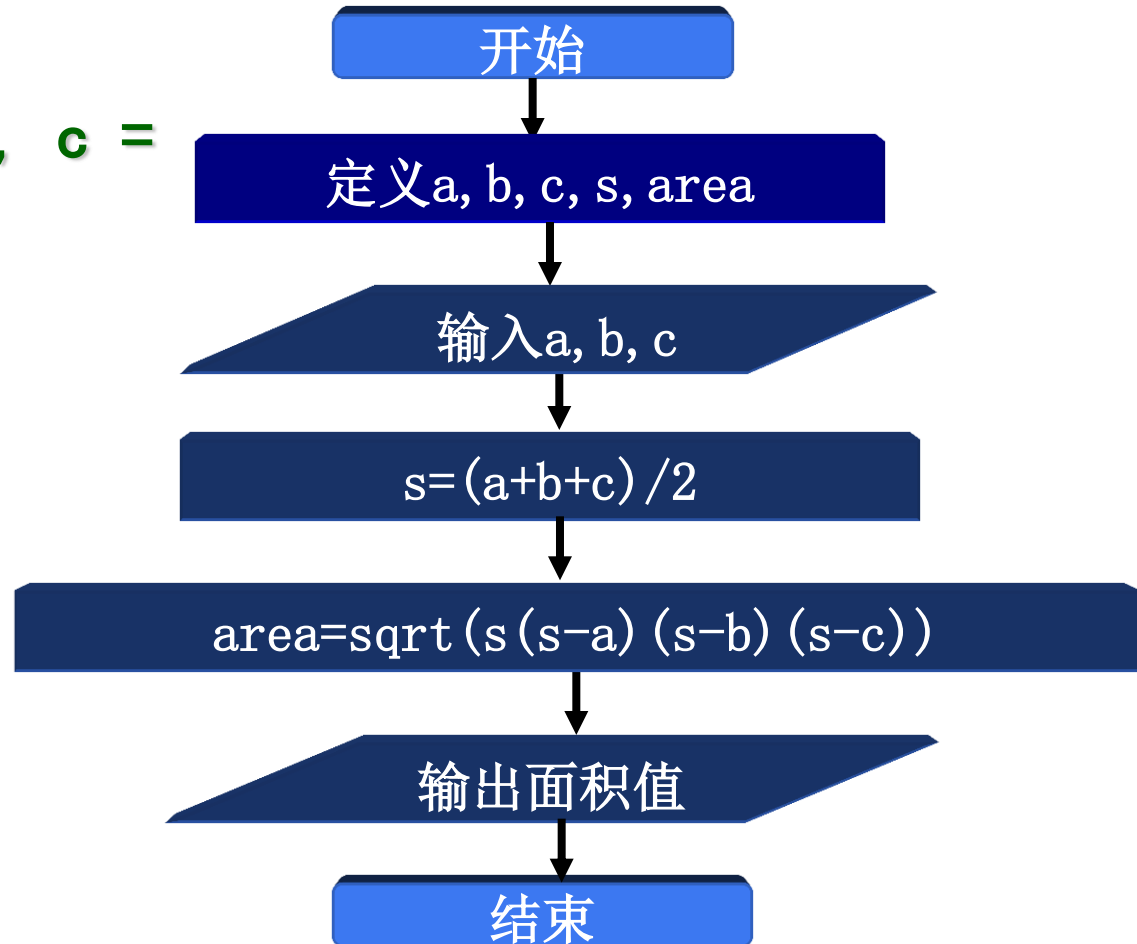 开始
, c =
定义a,b,c,s,area
输入a,b,c
s=(a+b+c)/2
area=sqrt(s(s-a)(s-b)(s-c))
输出面积值
结束